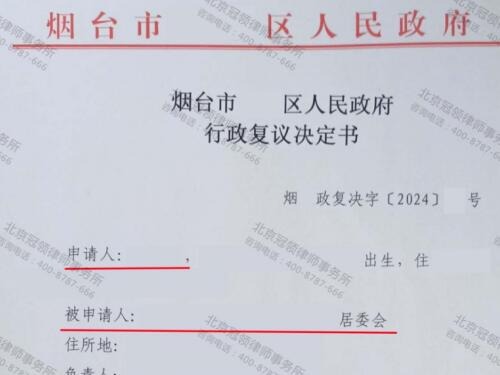 烟台市 区人民政府
烟台市 区人民政府
行政复议决定书
烟 政复决字〔2024〕 号
申请人： ， 出生，住
被申请人： 居委会
住所地：
负责人：
北京冠领律师事务所
咨询电话：400-8787-666